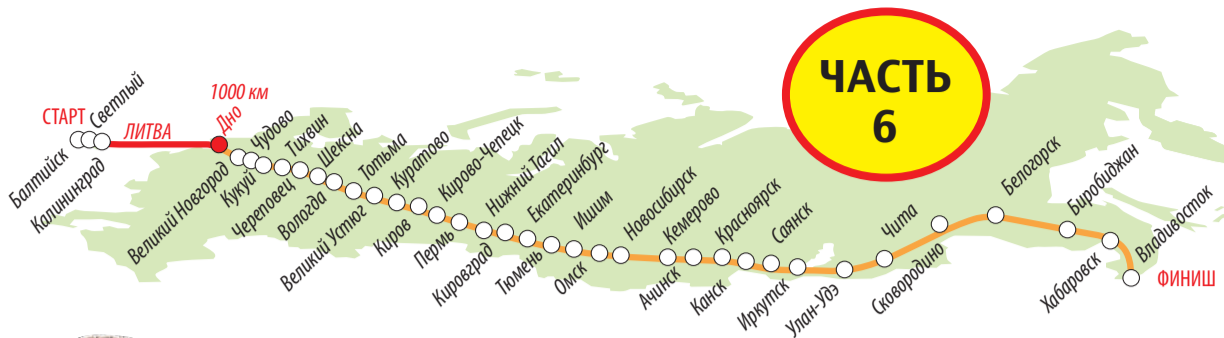 ЧАСТЬ
6
1000 км
СТАРТ
Светлый
ЛИТВА
Дно
Балтийск
Калининград
Великий Новгород
Чудово
Кукуй
Тихвин
Череповец
Шексна
Вологда
Тотьма
Великий Устюг
Куратово
Киров
Кирово-Чепецк
Пермь
Нижний Тагил
Кировград
Екатеринбург
Тюмень
Ишим
Омск
Новосибирск
Кемерово
Ачинск
Красноярск
Канск
Саянск
Иркутск
Улан-Удэ
Чита
Сковородино
Белогорск
Биробиджан
Хабаровск
Владивосток
ФИНИШ